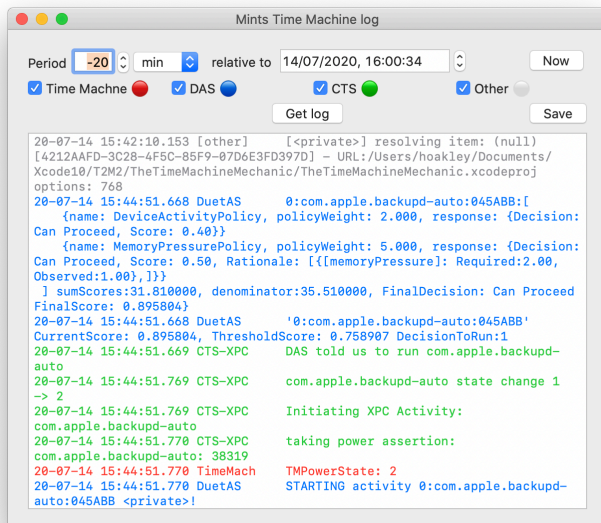 Mints Time Machine log
Period -20 min relative to 14/07/2020, 16:00:34 Now
Time Machne DAS CTS Other
Get log Save
20-07-14 15:42:10.153 [other] [<private>] resolving item: (null)
[4212AAFD-3C28-4F5C-85F9-07D6E3FD397D] - URL:/Users/hoakley/Documents/
Xcode10/T2M2/TheTimeMachineMechanic/TheTimeMachineMechanic.xcodeproj
options: 768
20-07-14 15:44:51.668 DuetAS 0:com.apple.backupd-auto:045ABB:[
{name: DeviceActivityPolicy, policyWeight: 2.000, response: {Decision:
Can Proceed, Score: 0.40}}
{name: MemoryPressurePolicy, policyWeight: 5.000, response: {Decision:
Can Proceed, Score: 0.50, Rationale: [{[memoryPressure]: Required:2.00,
Observed:1.00},]}}
] sumScores:31.810000, denominator:35.510000, FinalDecision: Can Proceed
FinalScore: 0.895804}
20-07-14 15:44:51.668 DuetAS '0:com.apple.backupd-auto:045ABB'
CurrentScore: 0.895804, ThresholdScore: 0.758907 DecisionToRun:1
20-07-14 15:44:51.669 CTS-XPC DAS told us to run com.apple.backupd-
auto
20-07-14 15:44:51.769 CTS-XPC com.apple.backupd-auto state change 1
-> 2
20-07-14 15:44:51.769 CTS-XPC Initiating XPC Activity:
com.apple.backupd-auto
20-07-14 15:44:51.770 CTS-XPC taking power assertion:
com.apple.backupd-auto: 38319
20-07-14 15:44:51.770 TimeMach TMPowerState: 2
20-07-14 15:44:51.770 DuetAS STARTING activity 0:com.apple.backupd-
auto:045ABB <private>!